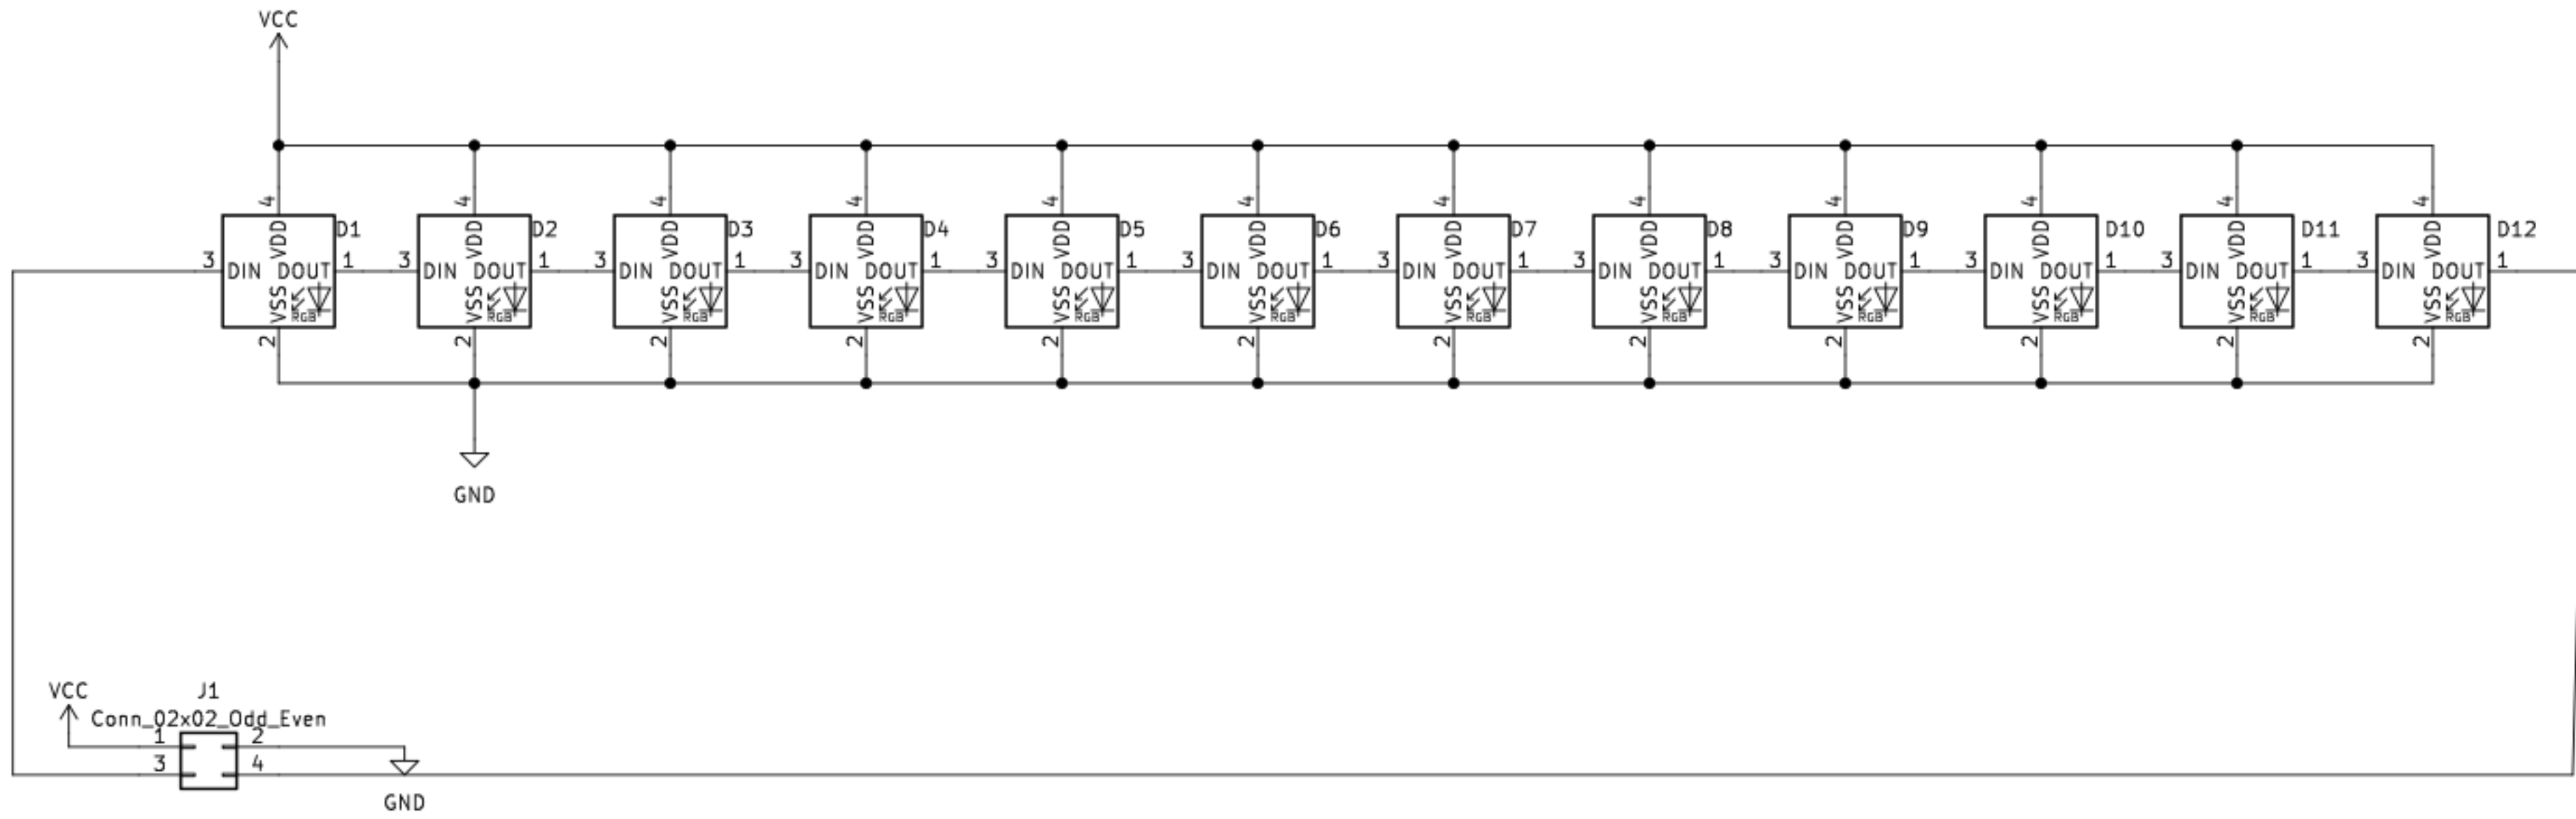 VCC
4 4 4 4 4 4 4 4 4 4 4 4
VDD D1 VDD D2 VDD D3 VDD D4 VDD D5 VDD D6 VDD D7 VDD D8 VDD D9 VDD D10 VDD D11 VDD D12
3 DIN DOUT 1 3 DIN DOUT 1 3 DIN DOUT 1 3 DIN DOUT 1 3 DIN DOUT 1 3 DIN DOUT 1 3 DIN DOUT 1 3 DIN DOUT 1 3 DIN DOUT 1 3 DIN DOUT 1 3 DIN DOUT 1 3 DIN DOUT 1
VSS RGB VSS RGB VSS RGB VSS RGB VSS RGB VSS RGB VSS RGB VSS RGB VSS RGB VSS RGB VSS RGB VSS RGB
2 2 2 2 2 2 2 2 2 2 2 2
GND
VCC J1
Conn_02x02_Odd_Even
1 2
3 4
GND